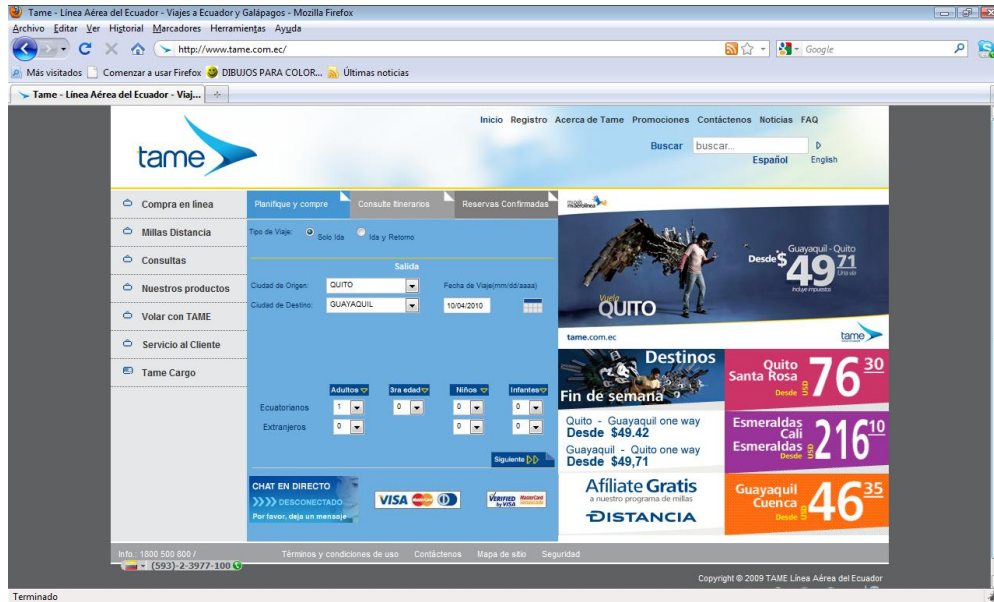 Tame - Línea Aérea del Ecuador - Viajes a Ecuador y Galápagos - Mozilla Firefox
Archivo Editar Ver Historial Marcadores Herramientas Ayuda
http://www.tame.com.ec/
Google
Más visitados Comenzar a usar Firefox DIBUJOS PARA COLOR... Últimas noticias
Tame - Línea Aérea del Ecuador - Viaj...
tame
Inicio Registro Acerca de Tame Promociones Contáctenos Noticias FAQ
Buscar buscar...
Español English
Compra en línea
Millas Distancia
Consultas
Nuestros productos
Volar con TAME
Servicio al Cliente
Tame Cargo
Planifique y compre Consulte Itinerarios Reservas Confirmadas
Tipo de Viaje: Solo Ida Ida y Retorno
Salida
Ciudad de Origen: QUITO Fecha de Viaje(mm/dd/aaaa)
Ciudad de Destino: GUAYAQUIL 10/04/2010
Adultos 3ra edad Niños Infantes
Ecuatorianos 1 0 0 0
Extranjeros 0 0 0
Siguiente
CHAT EN DIRECTO
DESCONECTADO
Por favor, deja un mensaje
VISA MasterCard VERIFIED by VISA MasterCard
Guayaquil - Quito
Desde $49.71
Una vía
Incluye impuestos
Vuela
QUITO
tame.com.ec tame
Destinos
Fin de semana
Quito - Guayaquil one way
Desde $49.42
Guayaquil - Quito one way
Desde $49,71
Afíliate Gratis
a nuestro programa de millas
DISTANCIA
Quito
Santa Rosa
Desde USD 76 30
Esmeraldas
Cali
Esmeraldas
Desde USD 216 10
Guayaquil
Cuenca
Desde USD 46 35
Info.: 1800 500 800 /
(593)-2-3977-100
Términos y condiciones de uso Contáctenos Mapa de sitio Seguridad
Copyright © 2009 TAME Línea Aérea del Ecuador
Terminado